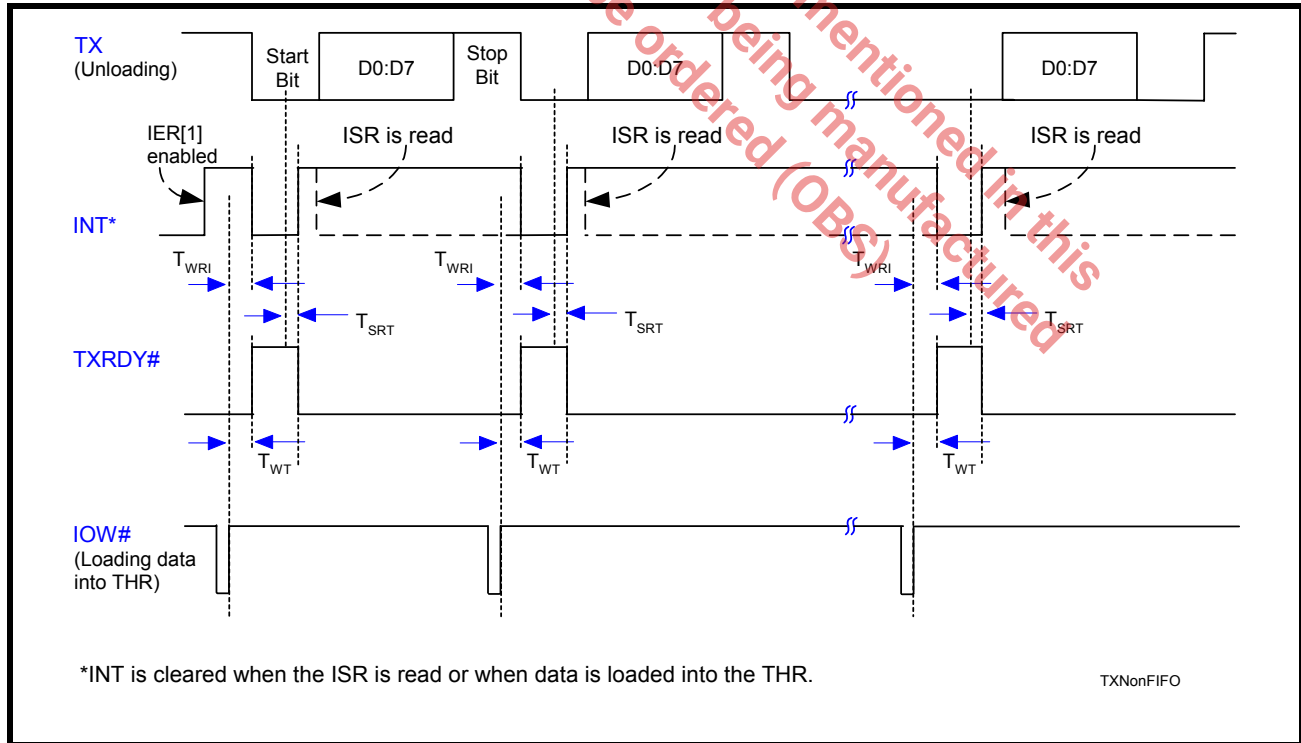 TX
(Unloading)
Start
Bit
D0:D7
Stop
Bit
D0:D7
D0:D7
IER[1]
enabled
ISR is read
ISR is read
ISR is read
INT*
TWRI
TWRI
TWRI
TSRT
TSRT
TSRT
TXRDY#
TWT
TWT
TWT
IOW#
(Loading data
into THR)
*INT is cleared when the ISR is read or when data is loaded into the THR.
TXNonFIFO
mentioned in this
being manufactured
be ordered (OBS)